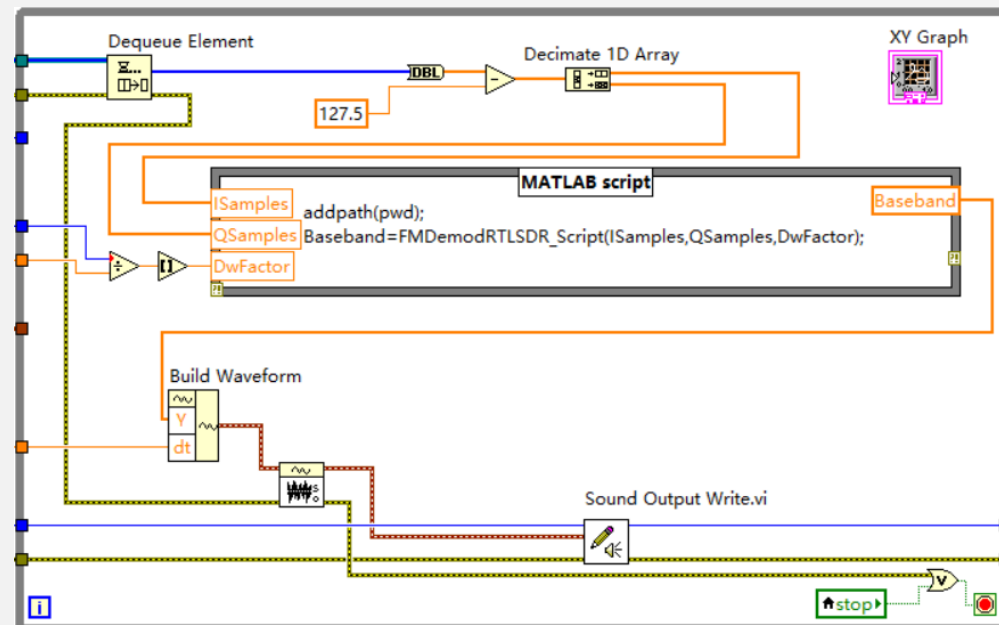 Dequeue Element
XY Graph
Decimate 1D Array
DBL
127.5
MATLAB script
ISamples
Baseband
addpath(pwd);
QSamples
Baseband=FMDemodRTLSDR_Script(ISamples,QSamples,DwFactor);
DwFactor
Build Waveform
Y
dt
Sound Output Write.vi
i
stop